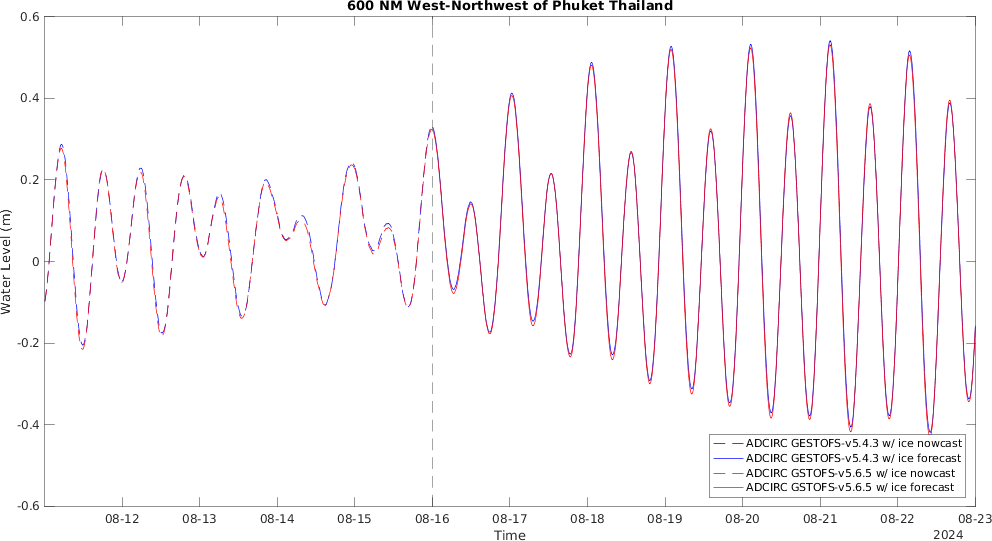 600 NM West-Northwest of Phuket Thailand
0.6
0.4
0.2
0
-0.2
-0.4
-0.6
Water Level (m)
ADCIRC GESTOFS-v5.4.3 w/ ice nowcast
ADCIRC GESTOFS-v5.4.3 w/ ice forecast
ADCIRC GSTOFS-v5.6.5 w/ ice nowcast
ADCIRC GSTOFS-v5.6.5 w/ ice forecast
08-12 08-13 08-14 08-15 08-16 08-17 08-18 08-19 08-20 08-21 08-22 08-23
Time
2024